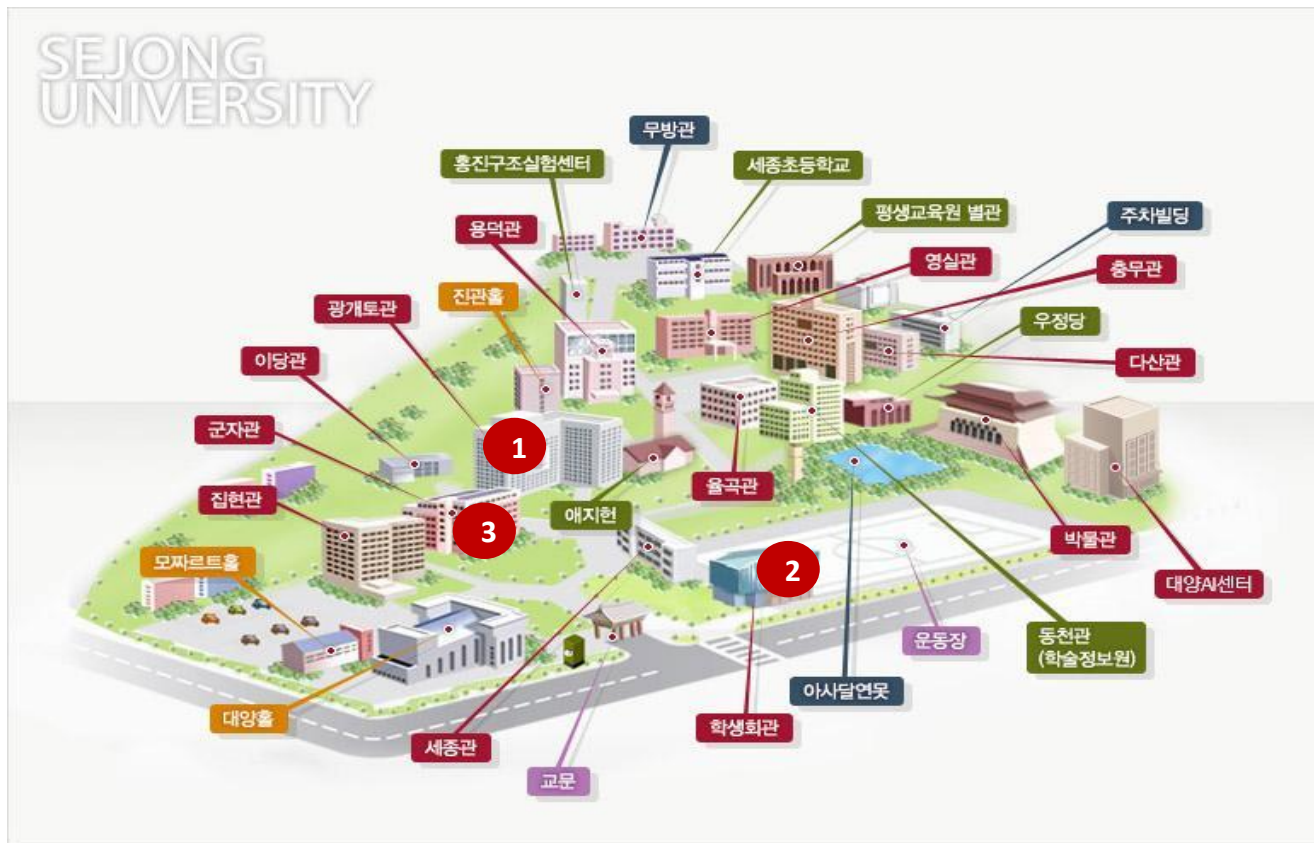 SEJONG
UNIVERSITY
무방관
홍진구조실험센터
세종초등학교
용덕관
평생교육원 별관
주차빌딩
영실관
충무관
진관홀
광개토관
우정당
이당관
다산관
군자관
1
율곡관
집현관
애지헌
3
박물관
모짜르트홀
2
대양AI센터
운동장
동천관
(학술정보원)
아사달연못
대양홀
학생회관
세종관
교문